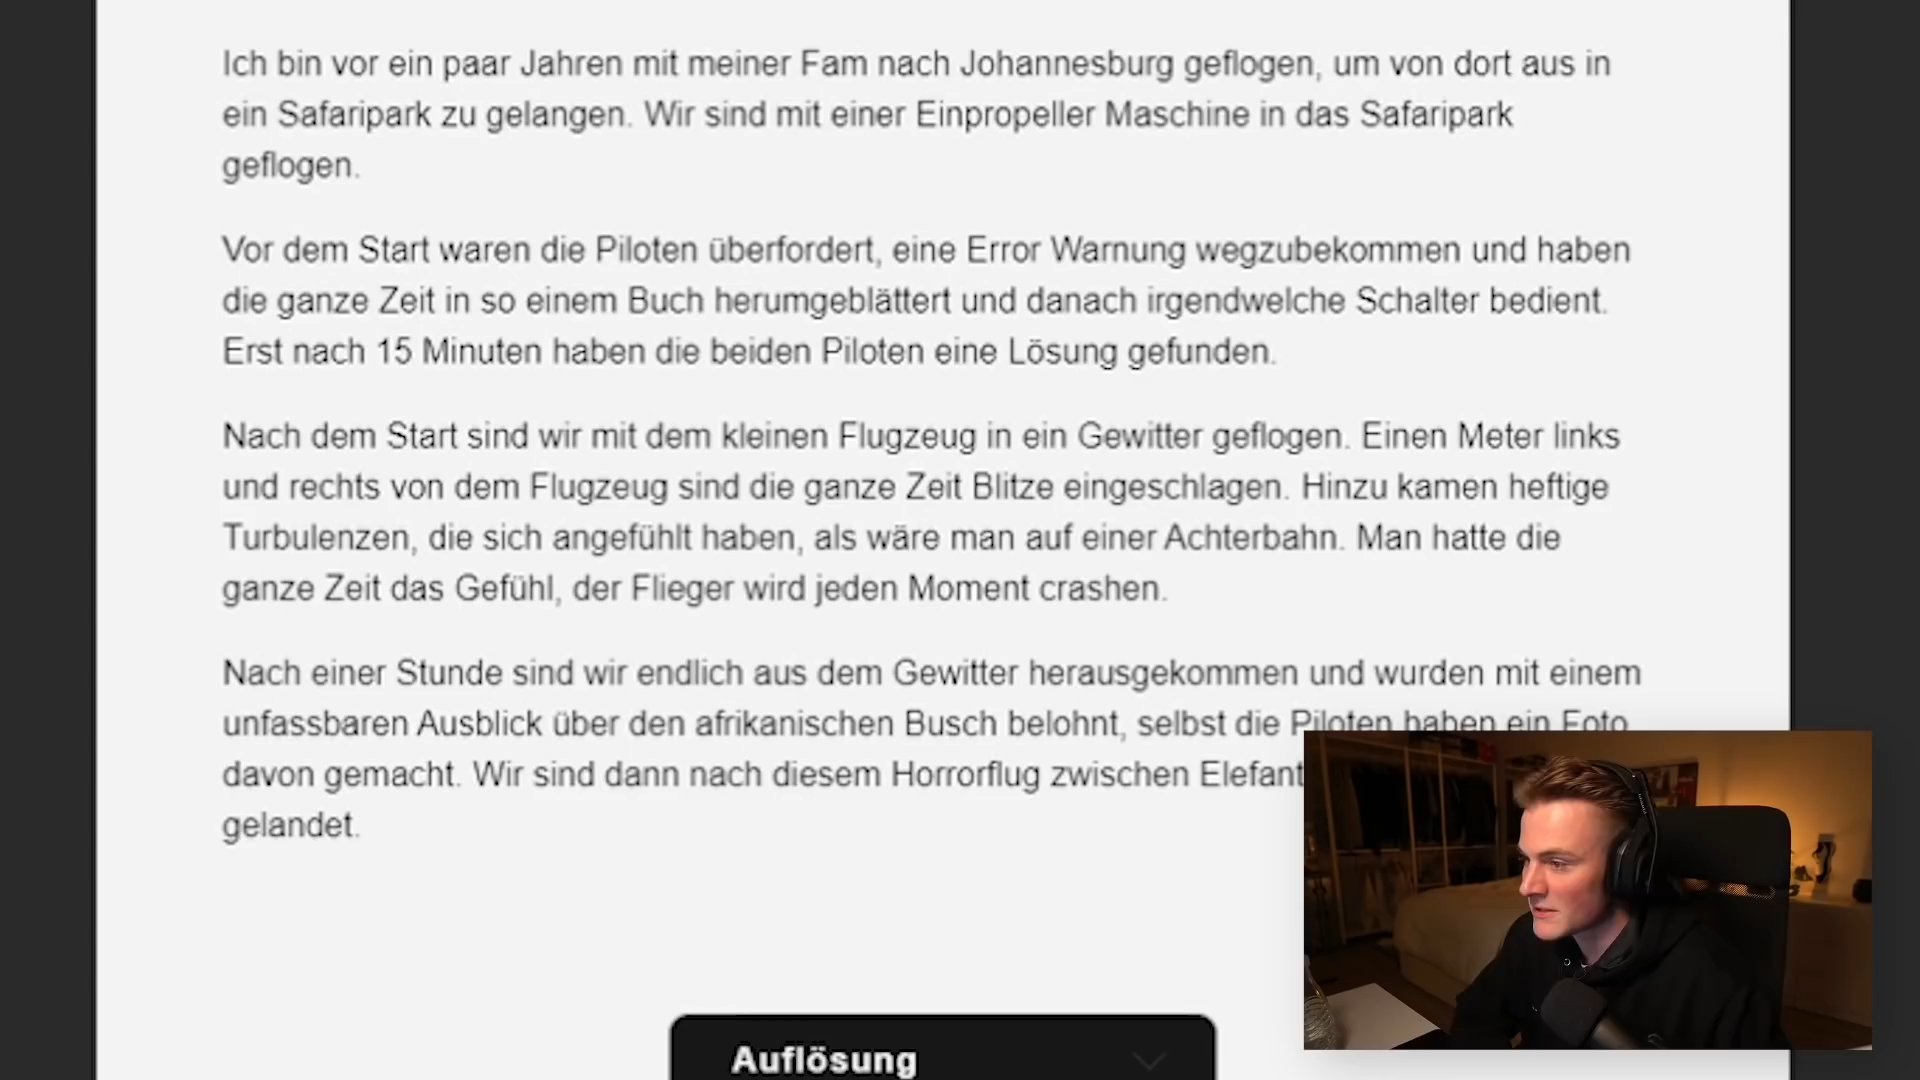 Ich bin vor ein paar Jahren mit meiner Fam nach Johannesburg geflogen, um von dort aus in
ein Safaripark zu gelangen. Wir sind mit einer Einpropeller Maschine in das Safaripark
geflogen.
Vor dem Start waren die Piloten überfordert, eine Error Warnung wegzubekommen und haben
die ganze Zeit in so einem Buch herumgeblättert und danach irgendwelche Schalter bedient.
Erst nach 15 Minuten haben die beiden Piloten eine Lösung gefunden.
Nach dem Start sind wir mit dem kleinen Flugzeug in ein Gewitter geflogen. Einen Meter links
und rechts von dem Flugzeug sind die ganze Zeit Blitze eingeschlagen. Hinzu kamen heftige
Turbulenzen, die sich angefühlt haben, als wäre man auf einer Achterbahn. Man hatte die
ganze Zeit das Gefühl, der Flieger wird jeden Moment crashen.
Nach einer Stunde sind wir endlich aus dem Gewitter herausgekommen und wurden mit einem
unfassbaren Ausblick über den afrikanischen Busch belohnt, selbst die Piloten haben ein Foto
davon gemacht. Wir sind dann nach diesem Horrorflug zwischen Elefant
gelandet.
Auflösung